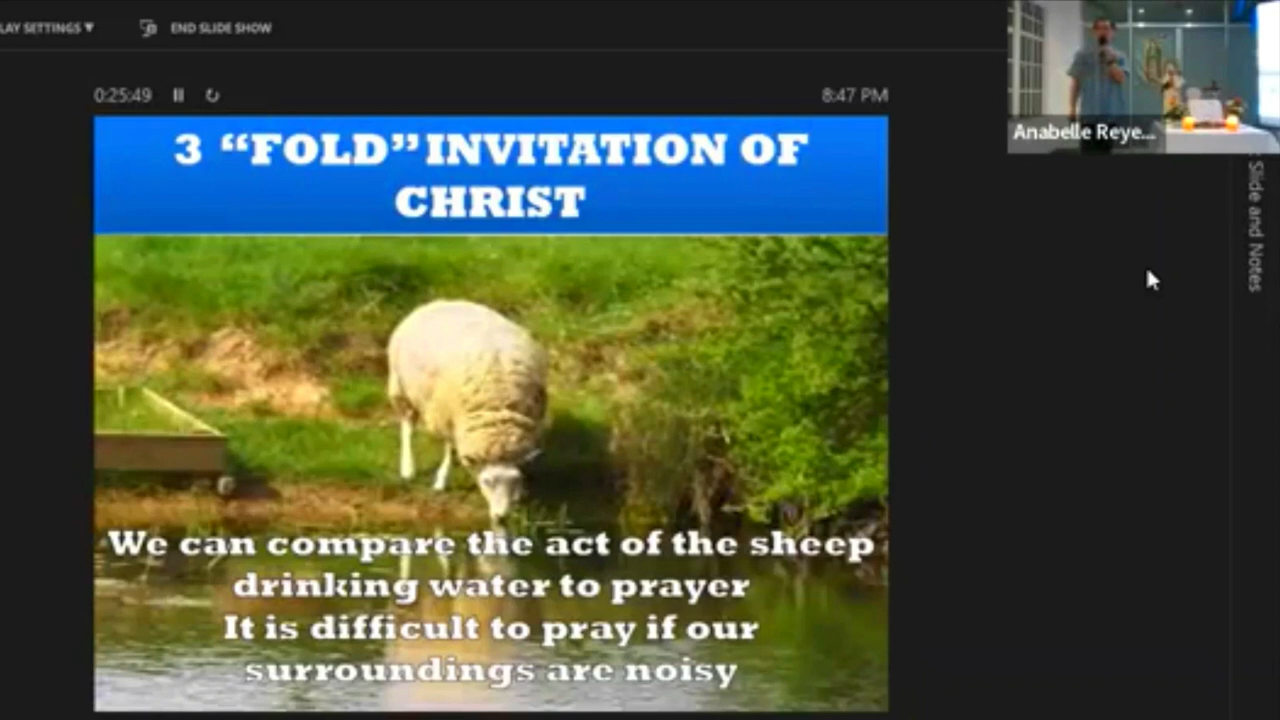 LAY SETTINGS ▼ END SLIDE SHOW
0:25:49 8:47 PM
Anabelle Reye...
Slide and Notes
3 “FOLD” INVITATION OF
CHRIST
We can compare the act of the sheep
drinking water to prayer
It is difficult to pray if our
surroundings are noisy